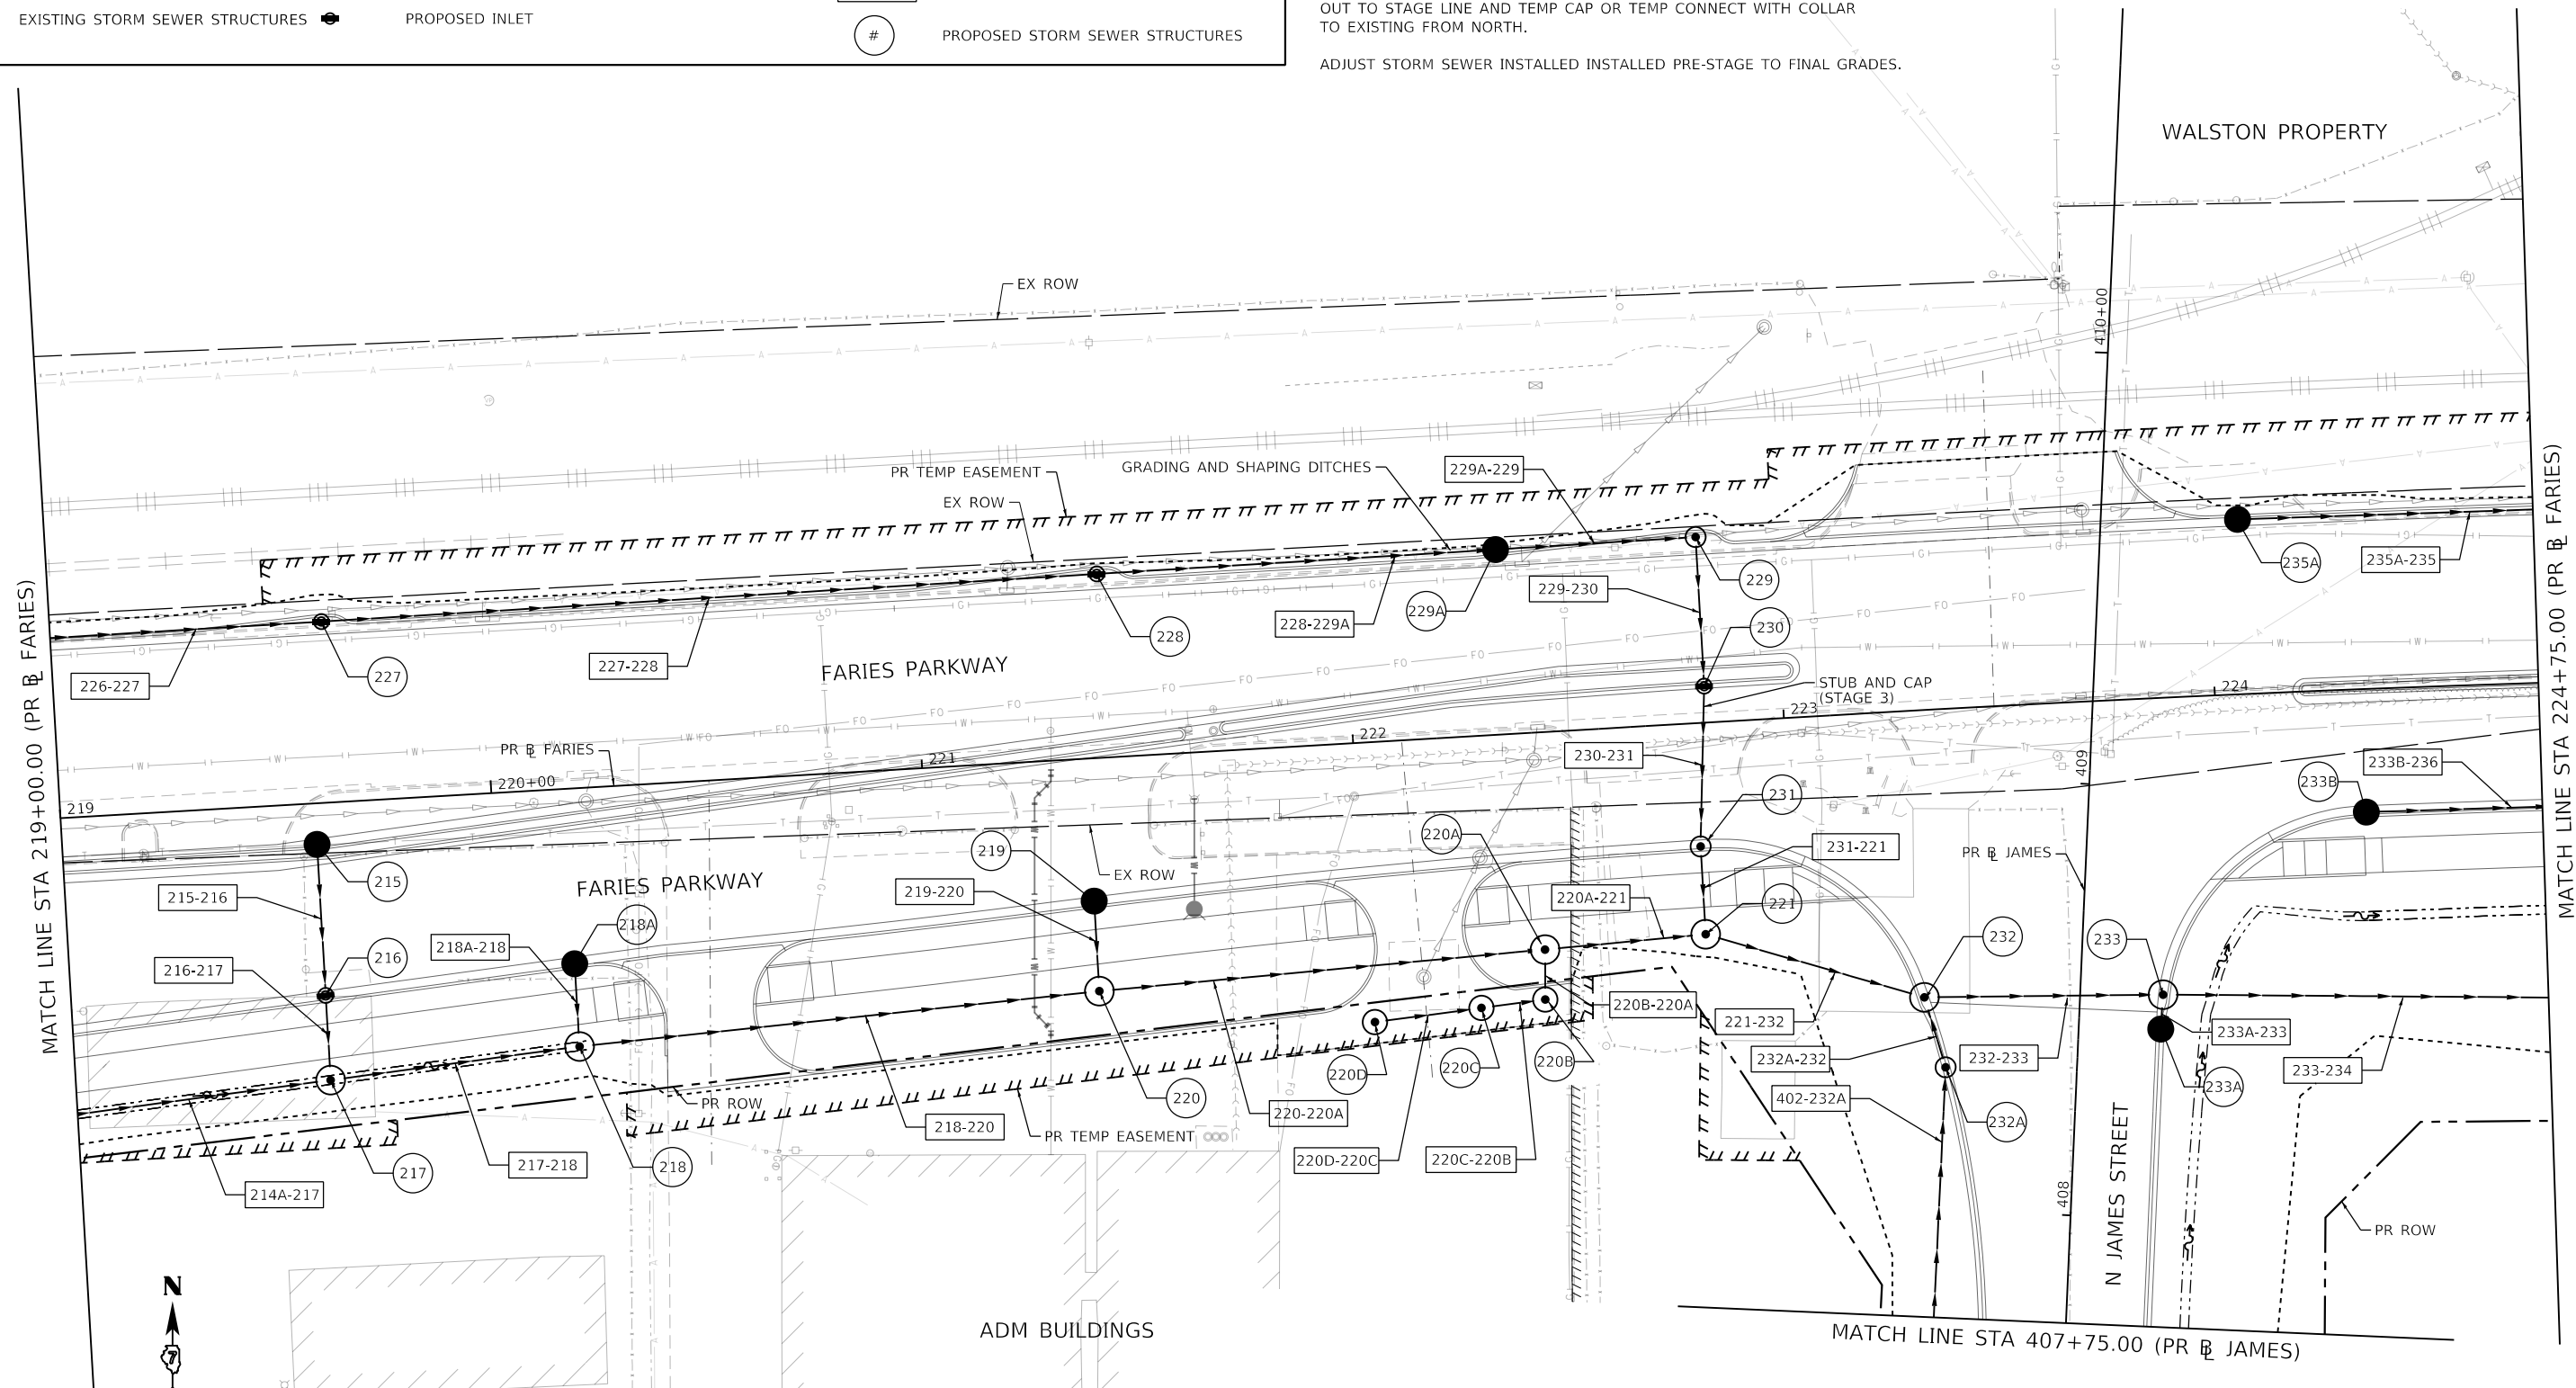 EXISTING STORM SEWER STRUCTURES
PROPOSED INLET
#
PROPOSED STORM SEWER STRUCTURES
OUT TO STAGE LINE AND TEMP CAP OR TEMP CONNECT WITH COLLAR
TO EXISTING FROM NORTH.
ADJUST STORM SEWER INSTALLED INSTALLED PRE-STAGE TO FINAL GRADES.
WALSTON PROPERTY
EX ROW
410+00
PR TEMP EASEMENT
GRADING AND SHAPING DITCHES
229A-229
EX ROW
235A
235A-235
229
229-230
229A
228-229A
228
230
227-228
227
226-227
FARIES PARKWAY
STUB AND CAP
(STAGE 3)
224
223
222
221
220+00
219
PR BL FARIES
230-231
409
233B
233B-236
231
220A
231-221
PR BL JAMES
219
219-220
EX ROW
215
215-216
FARIES PARKWAY
220A-221
221
218A
218A-218
216
216-217
232
233
220B-220A
221-232
232A-232
232-233
233A-233
233-234
233A
220D
220C
220B
402-232A
232A
PR ROW
220
220-220A
218-220
PR TEMP EASEMENT
220D-220C
220C-220B
217-218
218
217
214A-217
408
N JAMES STREET
PR ROW
N
7
ADM BUILDINGS
MATCH LINE STA 407+75.00 (PR BL JAMES)
MATCH LINE STA 219+00.00 (PR BL FARIES)
MATCH LINE STA 224+75.00 (PR BL FARIES)